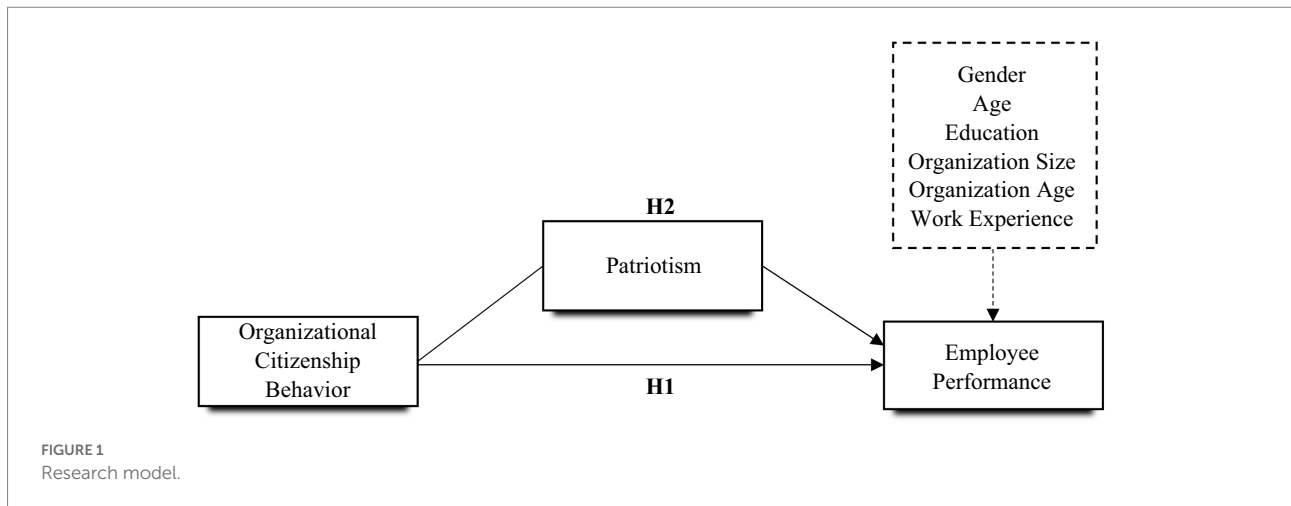 Gender
Age
Education
Organization Size
Organization Age
Work Experience
H2
Patriotism
Organizational
Citizenship
Behavior
H1
Employee
Performance
FIGURE 1
Research model.